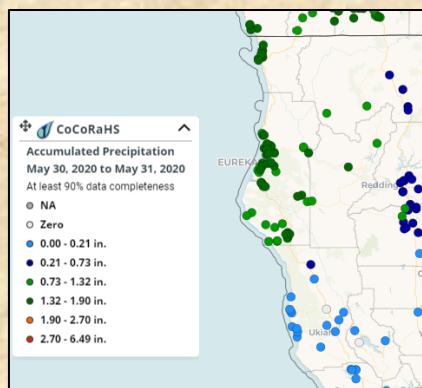 CoCoRaHS
Accumulated Precipitation
May 30, 2020 to May 31, 2020
At least 90% data completeness
NA
Zero
0.00 - 0.21 in.
0.21 - 0.73 in.
0.73 - 1.32 in.
1.32 - 1.90 in.
1.90 - 2.70 in.
2.70 - 6.49 in.
EUREKA
Redding
Ukiah